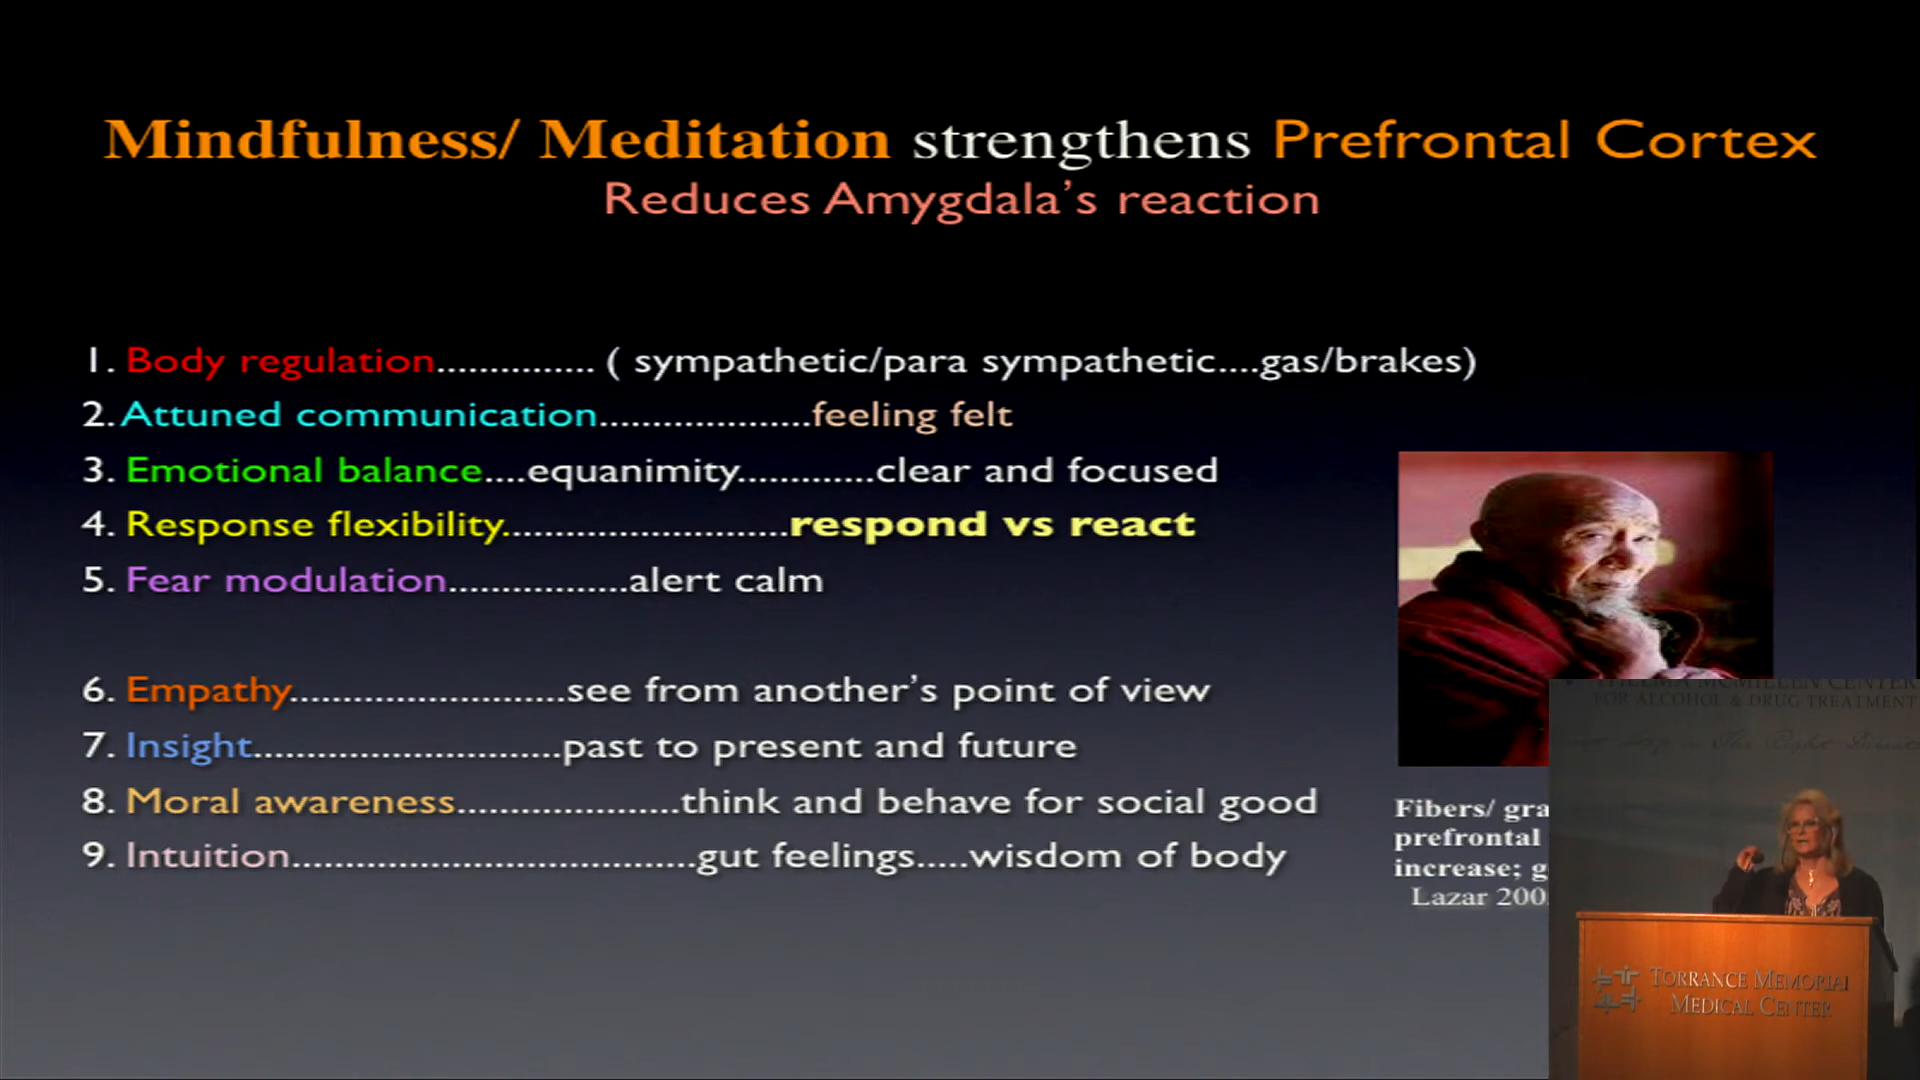 Mindfulness/ Meditation strengthens Prefrontal Cortex
Reduces Amygdala's reaction
1. Body regulation............... ( sympathetic/para sympathetic....gas/brakes)
2. Attuned communication....................feeling felt
3. Emotional balance....equanimity.............clear and focused
4. Response flexibility...........................respond vs react
5. Fear modulation.................alert calm
6. Empathy..........................see from another's point of view
7. Insight.............................past to present and future
8. Moral awareness.....................think and behave for social good
9. Intuition......................................gut feelings.....wisdom of body
Fibers/
prefrontal
increase;
Lazar
MCMILLEN CENTER
FOR ALCOHOL & DRUG TREATMENT
TORRANCE MEMORIAL
MEDICAL CENTER